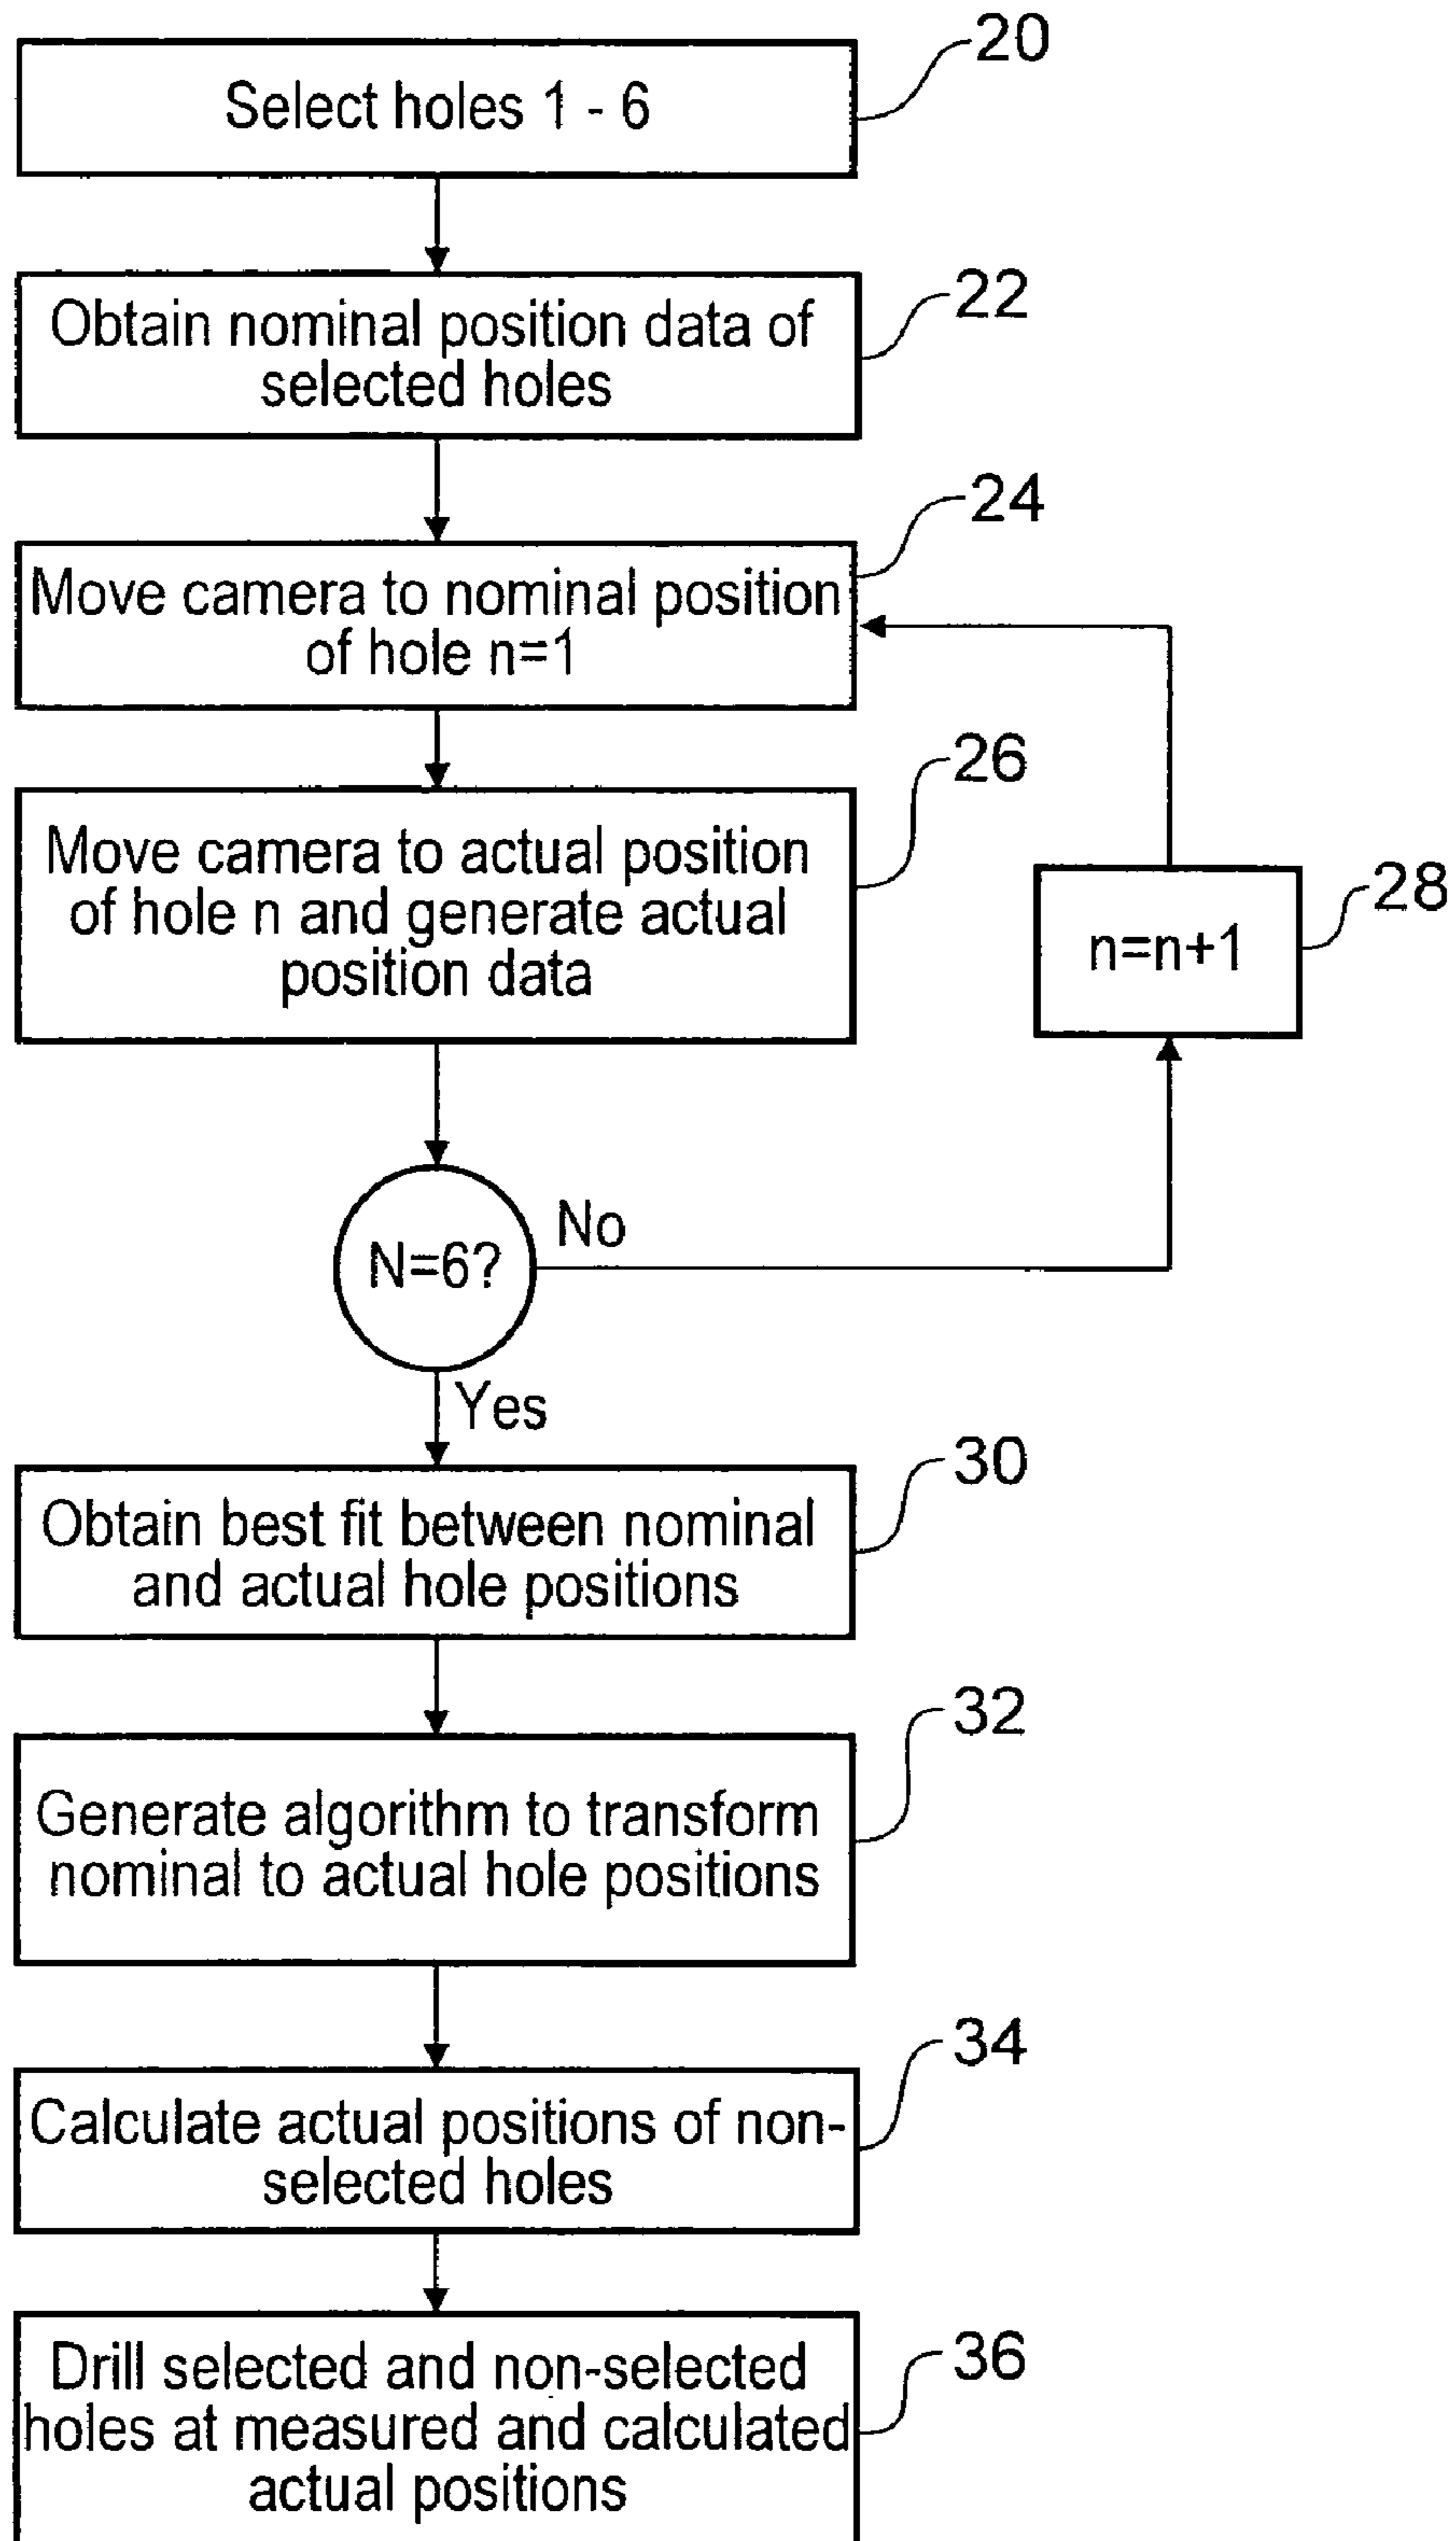 20
Select holes 1 - 6
22
Obtain nominal position data of
selected holes
24
Move camera to nominal position
of hole n=1
26
Move camera to actual position
of hole n and generate actual
position data
28
n=n+1
No
N=6?
Yes
30
Obtain best fit between nominal
and actual hole positions
32
Generate algorithm to transform
nominal to actual hole positions
34
Calculate actual positions of non-
selected holes
36
Drill selected and non-selected
holes at measured and calculated
actual positions